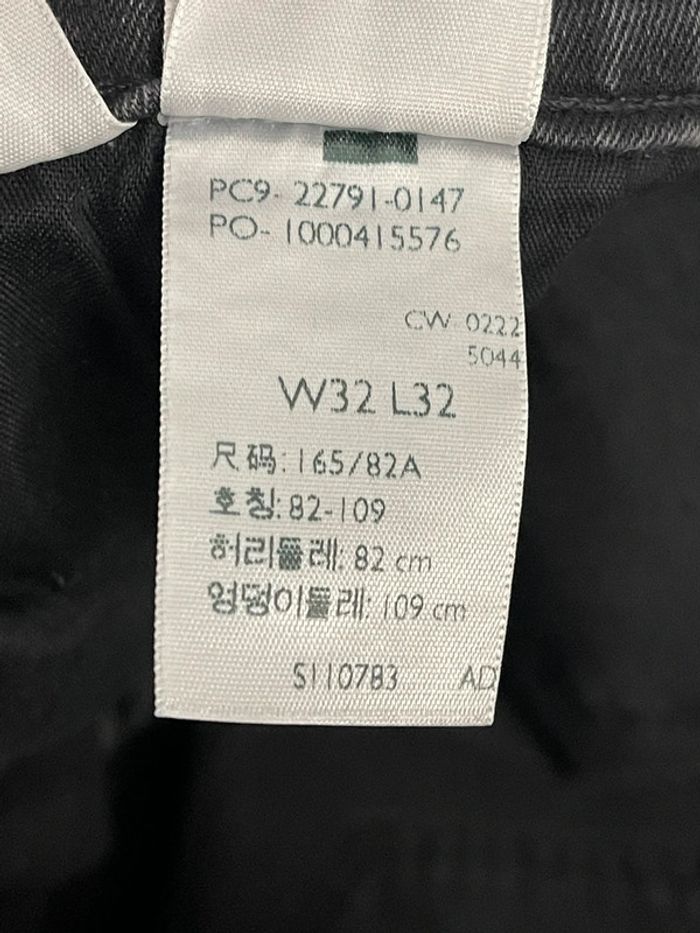 PC9- 22791-0147
PO- 1000415576
CW 0222
5044
W32 L32
尺码: 165/82A
호칭: 82-109
허리둘레: 82 cm
엉덩이둘레: 109 cm
S110783 AD